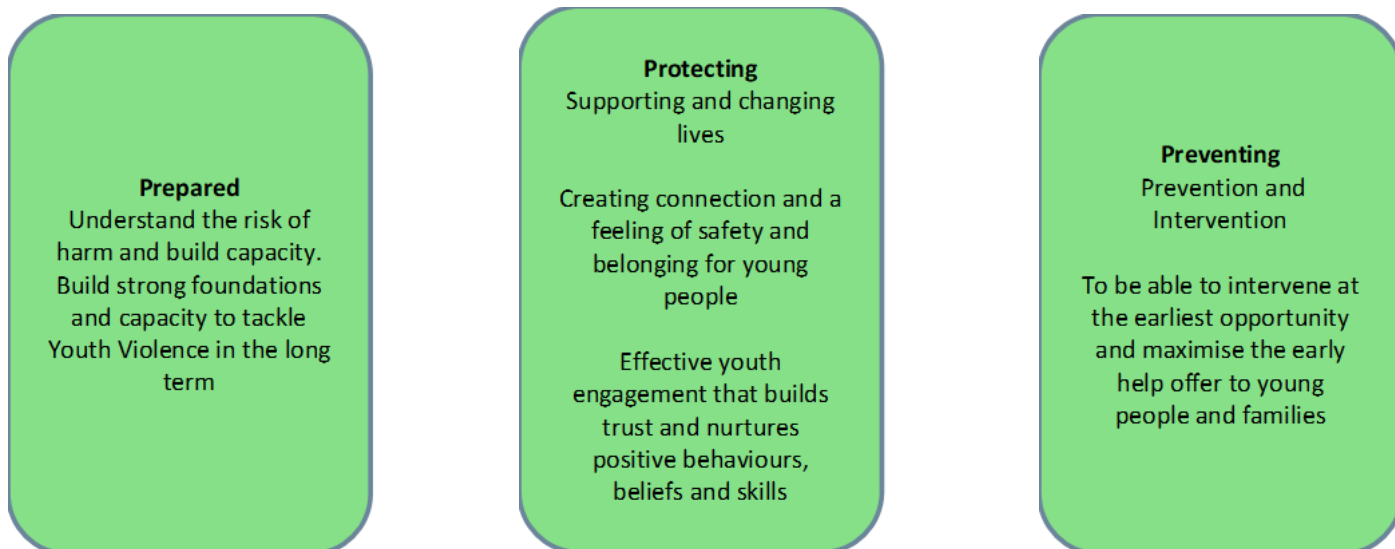 Prepared
Understand the risk of
harm and build capacity.
Build strong foundations
and capacity to tackle
Youth Violence in the long
term
Protecting
Supporting and changing
lives
Creating connection and a
feeling of safety and
belonging for young
people
Effective youth
engagement that builds
trust and nurtures
positive behaviours,
beliefs and skills
Preventing
Prevention and
Intervention
To be able to intervene at
the earliest opportunity
and maximise the early
help offer to young
people and families